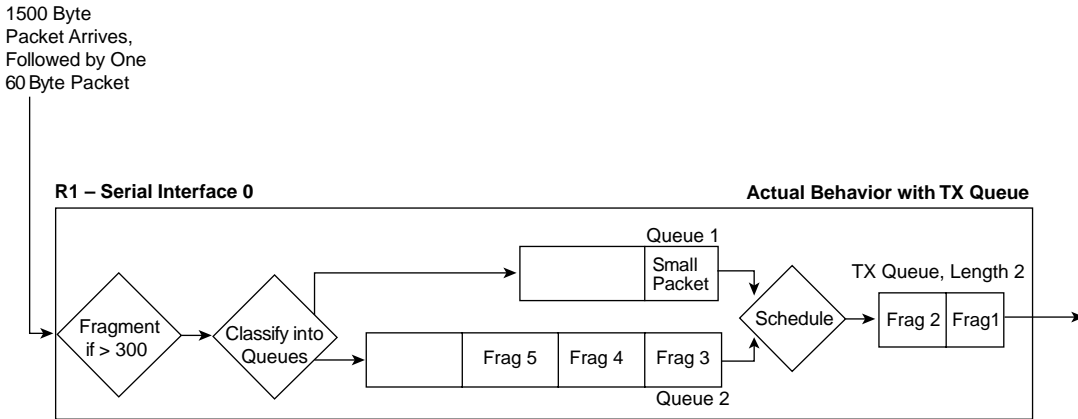 1500 Byte
Packet Arrives,
Followed by One
60 Byte Packet
R1 – Serial Interface 0
Actual Behavior with TX Queue
Queue 1
Small
Packet
TX Queue, Length 2
Fragment
if > 300
Classify into
Queues
Schedule
Frag 2
Frag1
Frag 5
Frag 4
Frag 3
Queue 2